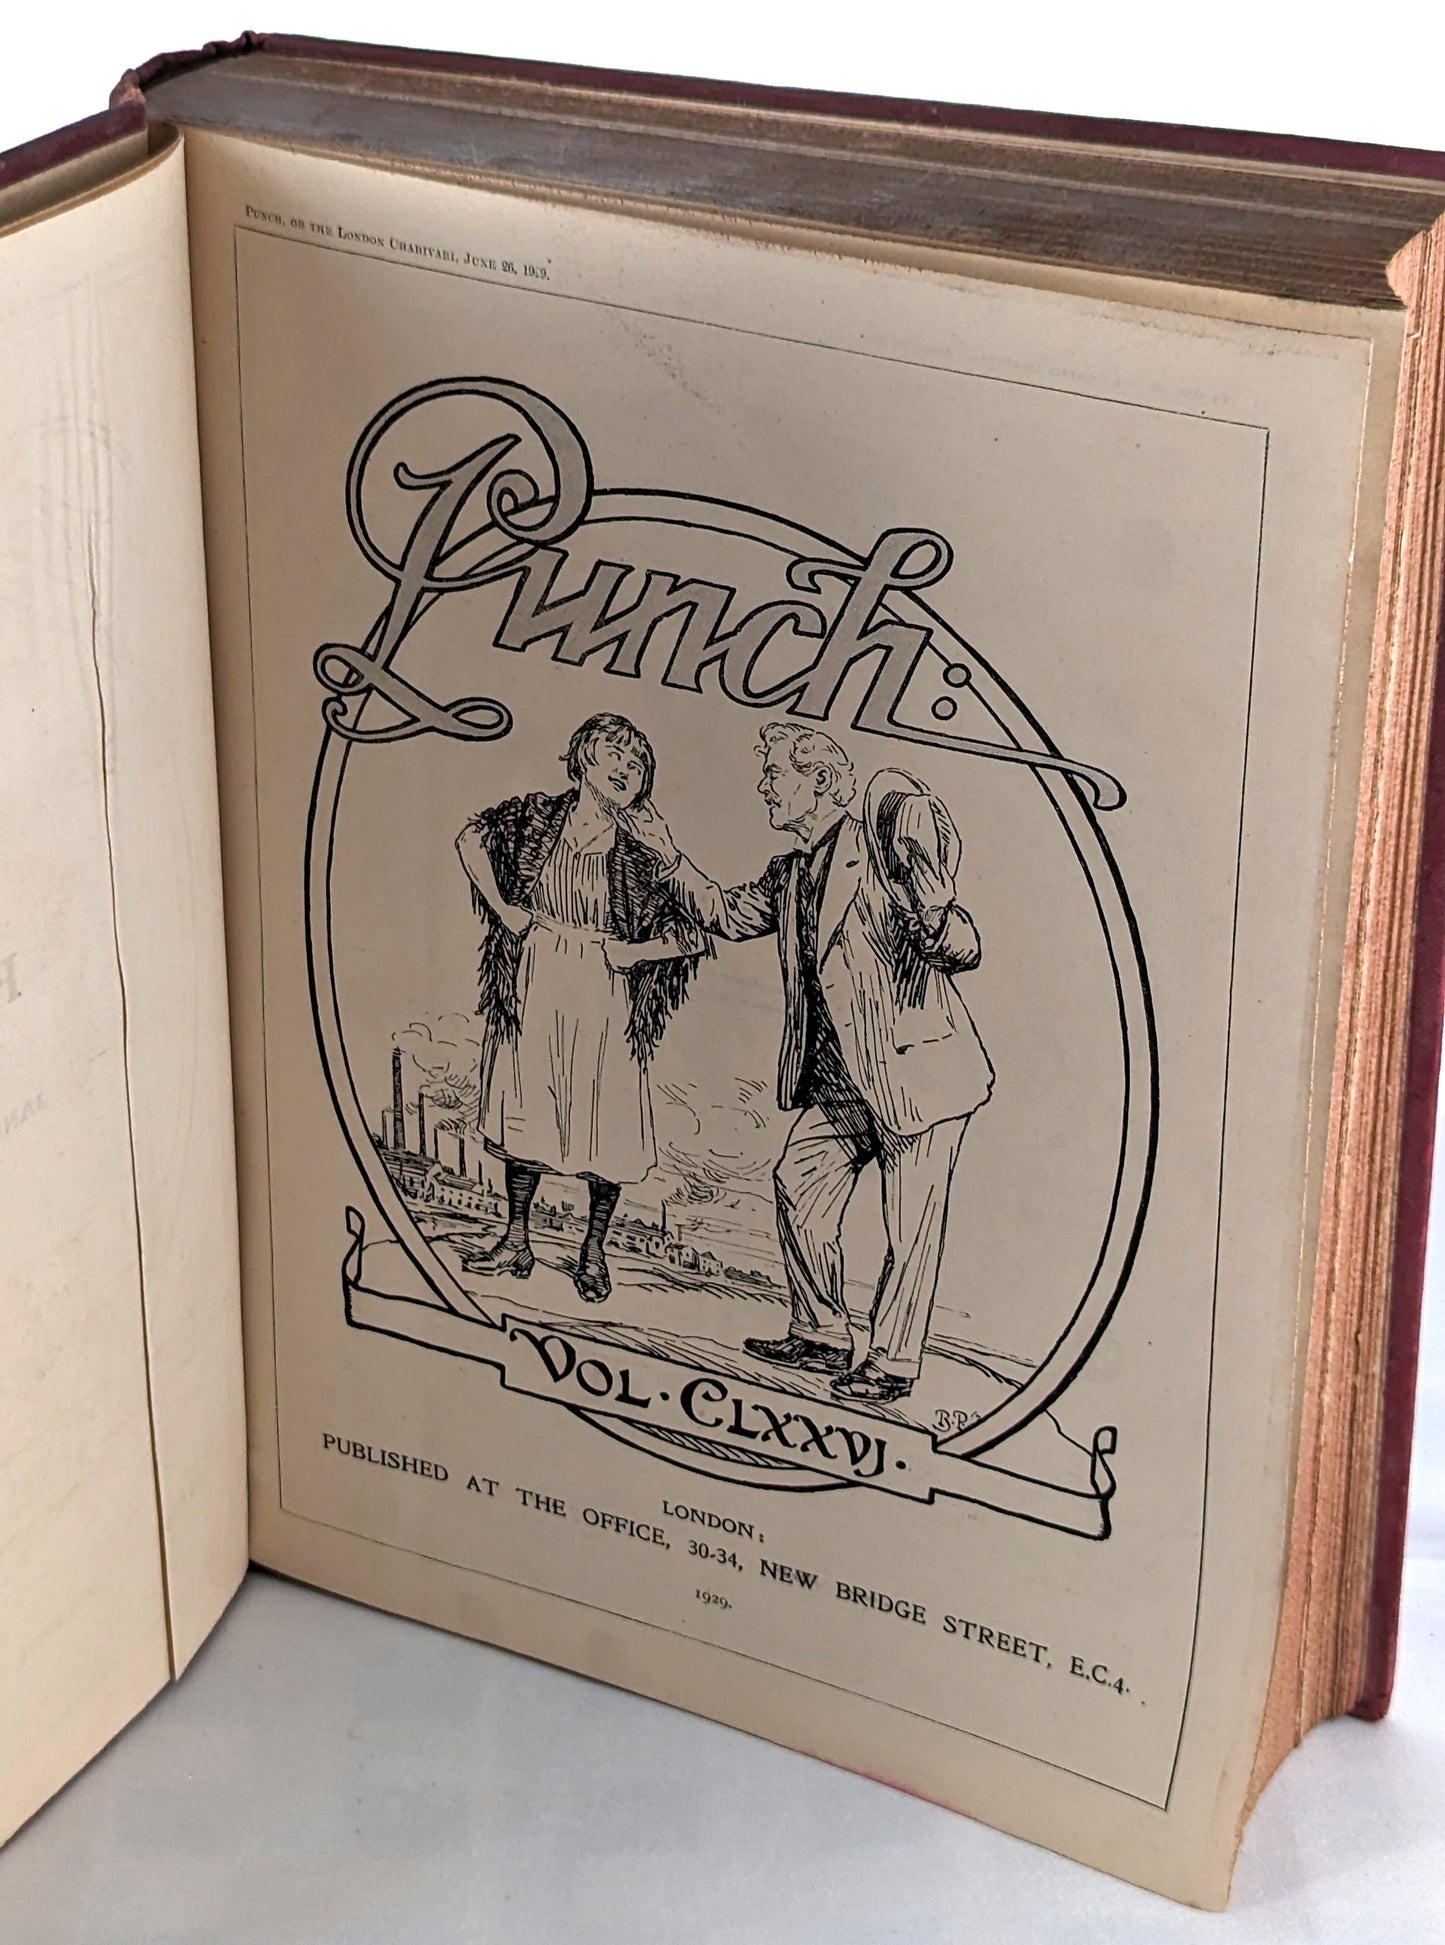 PUNCH, OR THE LONDON CHARIVARI, JUNE 26, 1929.
Punch:
VOL. CLXXVJ.
B.P.
LONDON:
PUBLISHED AT THE OFFICE, 30-34, NEW BRIDGE STREET, E.C.4.
1929.